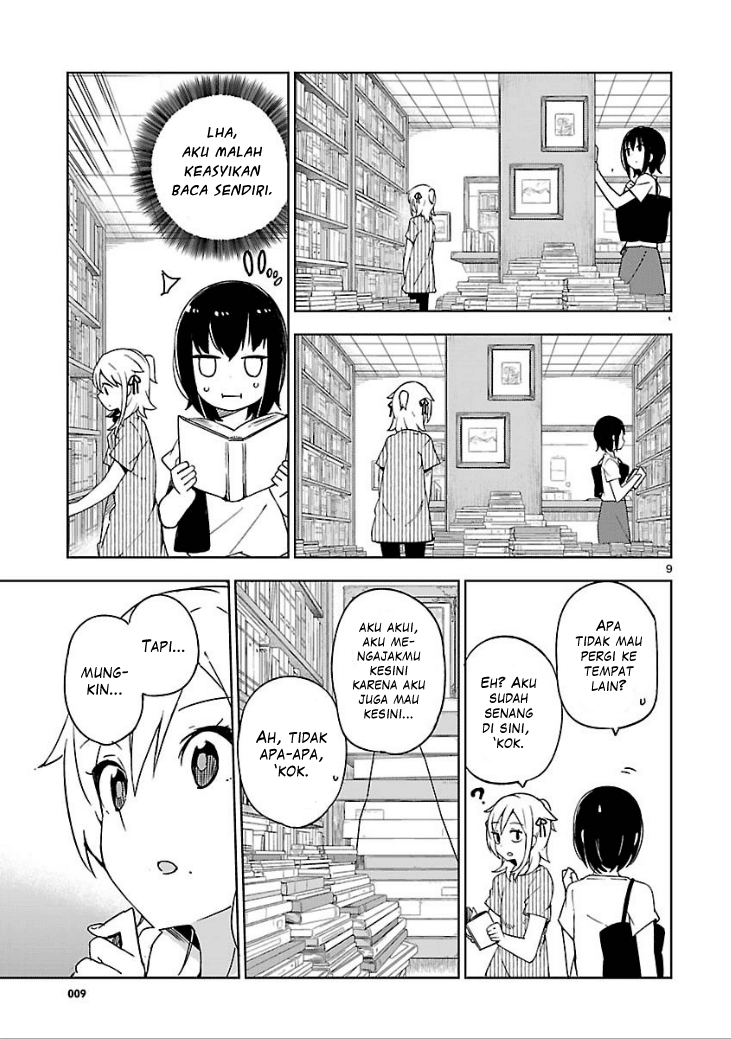 LHA,
AKU MALAH
KEASYIKAN
BACA SENDIRI.
9
APA
TIDAK MAU
PERGI KE
TEMPAT
LAIN?
EH? AKU
SUDAH
SENANG
DI SINI,
'KOK.
?
AKU AKUI,
AKU ME-
NGAJAKMU
KESINI
KARENA AKU
JUGA MAU
KESINI...
AH, TIDAK
APA-APA,
'KOK.
TAPI...
MUNG-
KIN...
009